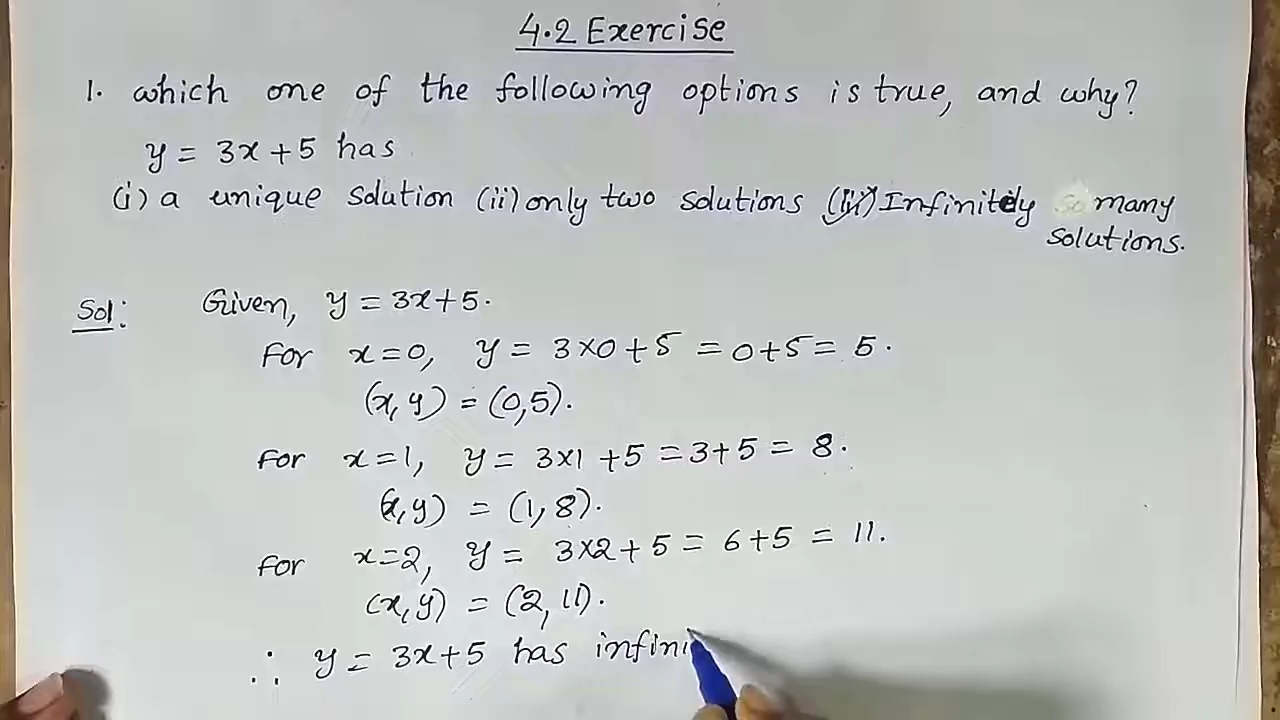 4.2 Exercise
1. which one of the following options is true, and why?
y = 3x+5 has
(i) a unique solution (ii) only two solutions (iii) Infinitely many
solutions.
Sol: Given, y = 3x+5.
For x=0, y = 3×0+5 = 0+5 = 5.
(x,y) = (0,5).
For x=1, y = 3×1+5 = 3+5 = 8.
(x,y) = (1,8).
For x=2, y = 3×2+5 = 6+5 = 11.
(x,y) = (2,11).
∴ y = 3x+5 has infini